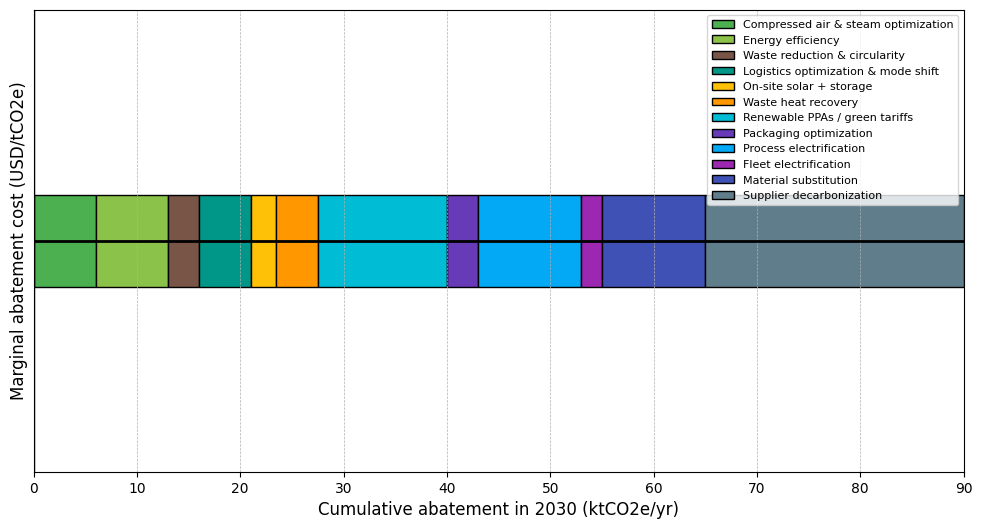 Compressed air & steam optimization
Energy efficiency
Waste reduction & circularity
Logistics optimization & mode shift
On-site solar + storage
Waste heat recovery
Renewable PPAs / green tariffs
Packaging optimization
Process electrification
Fleet electrification
Material substitution
Supplier decarbonization
Marginal abatement cost (USD/tCO2e)
0 10 20 30 40 50 60 70 80 90
Cumulative abatement in 2030 (ktCO2e/yr)